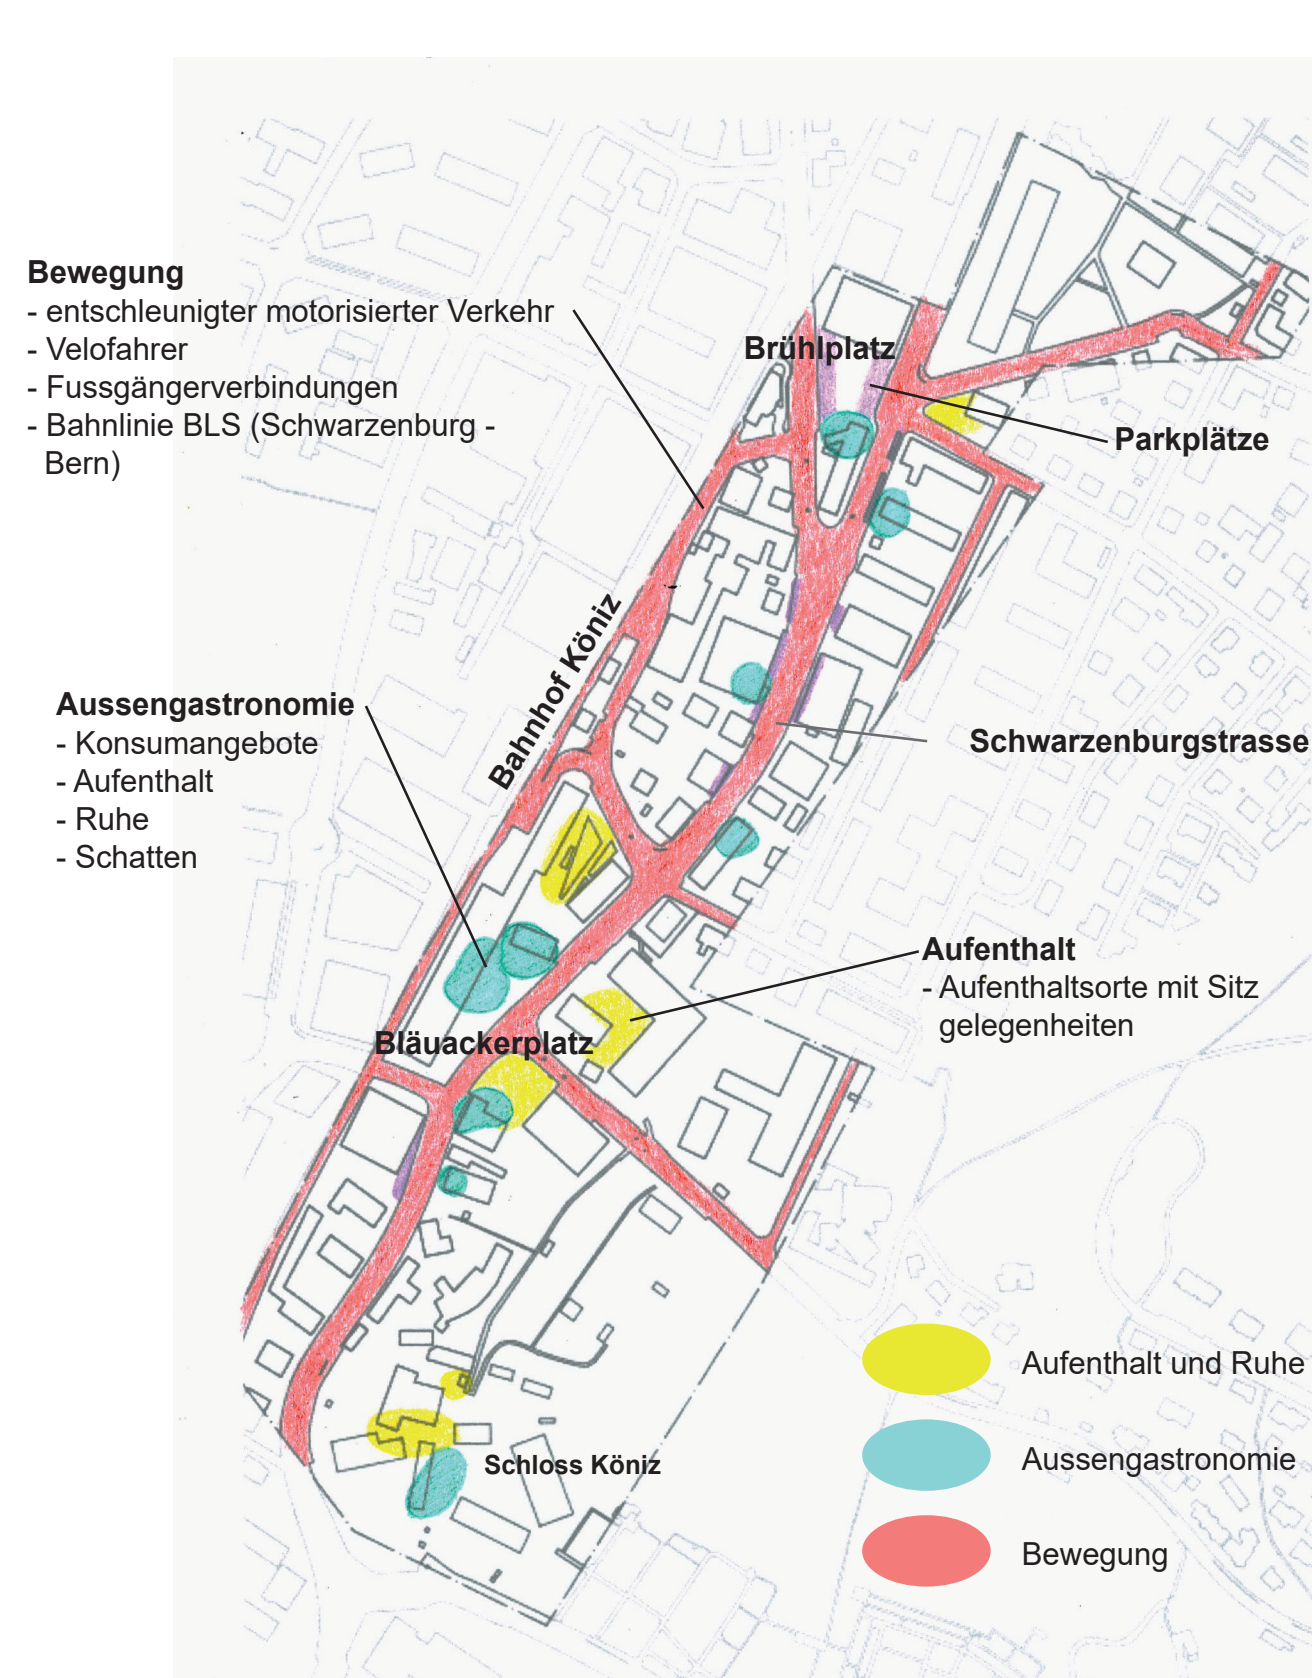 Bewegung
- entschleunigter motorisierter Verkehr
- Velofahrer
- Fussgängerverbindungen
- Bahnlinie BLS (Schwarzenburg -
Bern)
Brühlplatz
Parkplätze
Bahnhof Köniz
Aussengastronomie
- Konsumangebote
- Aufenthalt
- Ruhe
- Schatten
Schwarzenburgstrasse
Aufenthalt
- Aufenthaltsorte mit Sitz
gelegenheiten
Bläuackerplatz
Schloss Köniz
Aufenthalt und Ruhe
Aussengastronomie
Bewegung